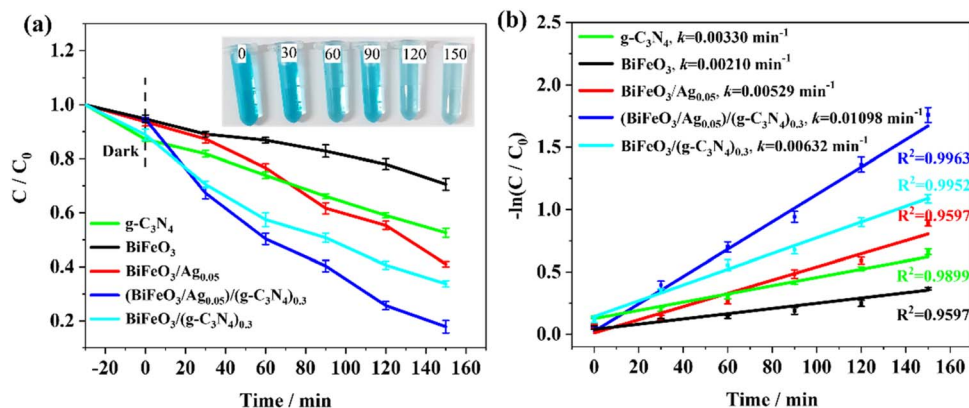 (a)
C / C₀
1.2
1.0
0.8
0.6
0.4
0.2
0 30 60 90 120 150
Dark
g-C₃N₄
BiFeO₃
BiFeO₃/Ag₀.₀₅
(BiFeO₃/Ag₀.₀₅)/(g-C₃N₄)₀.₃
BiFeO₃/(g-C₃N₄)₀.₃
-20 0 20 40 60 80 100 120 140 160
Time / min
(b)
-ln(C / C₀)
2.5
2.0
1.5
1.0
0.5
0.0
g-C₃N₄, k=0.00330 min⁻¹
BiFeO₃, k=0.00210 min⁻¹
BiFeO₃/Ag₀.₀₅, k=0.00529 min⁻¹
(BiFeO₃/Ag₀.₀₅)/(g-C₃N₄)₀.₃, k=0.01098 min⁻¹
BiFeO₃/(g-C₃N₄)₀.₃, k=0.00632 min⁻¹
R²=0.9963
R²=0.9952
R²=0.9597
R²=0.9899
R²=0.9597
0 20 40 60 80 100 120 140 160
Time / min